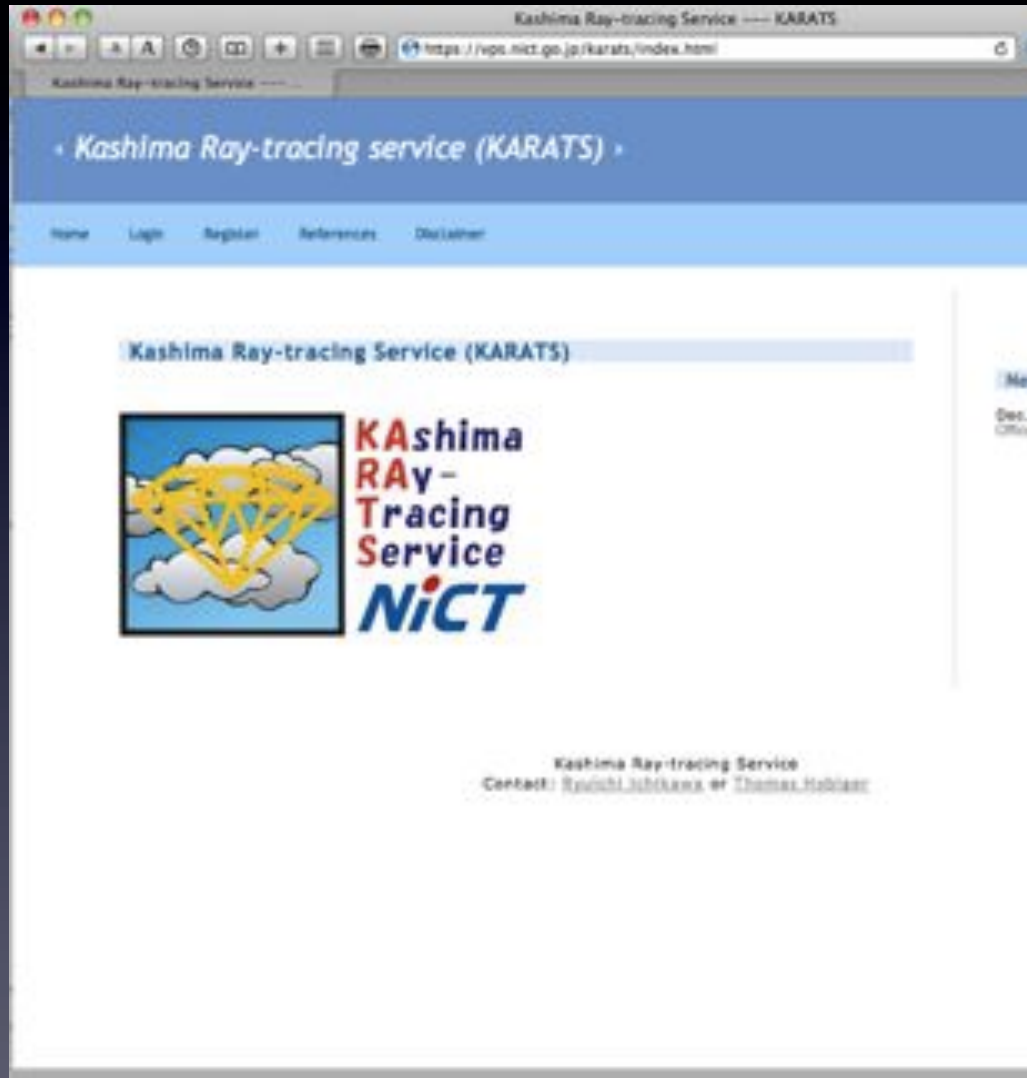 Kashima Ray-tracing Service ---- KARATS
A A
https://vps.nict.go.jp/karats/index.html
Kashima Ray-tracing Service ---- ...
Kashima Ray-tracing service (KARATS)
Home Login Register References Disclaimer
Kashima Ray-tracing Service (KARATS)
KAshima
RAy-
Tracing
Service
NiCT
Ne
Dec.
Kashima Ray-tracing Service
Contact: Ryuichi Ichikawa or Thomas Hobiger